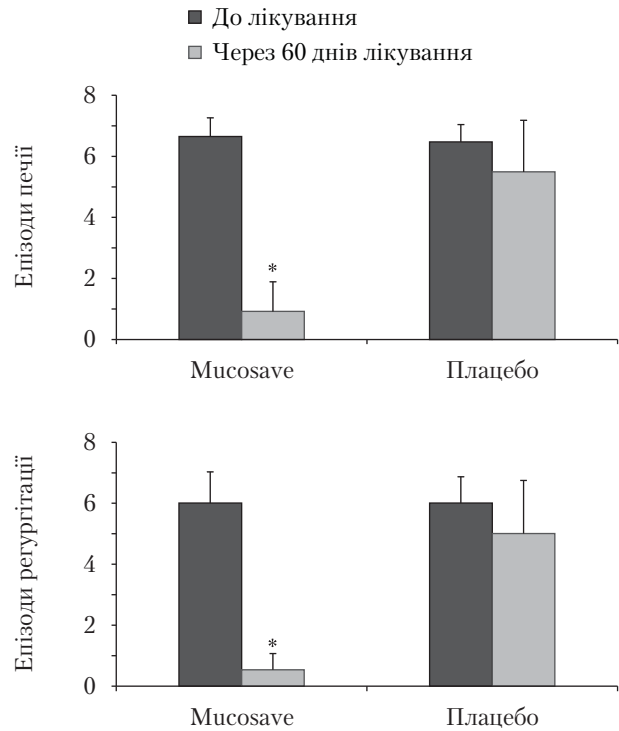 До лікування
Через 60 днів лікування
Епізоди печії
8
6
4
2
0
*
Mucosave
Плацебо
Епізоди регургітації
8
6
4
2
0
*
Mucosave
Плацебо